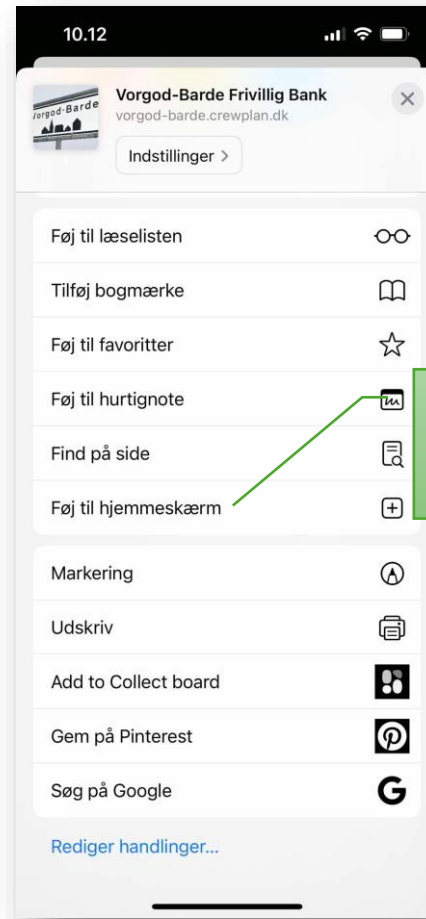 10.12
Vorgod-Barde
Vorgod-Barde Frivillig Bank
vorgod-barde.crewplan.dk
Indstillinger >
Føj til læselisten
Tilføj bogmærke
Føj til favoritter
Føj til hurtignote
Find på side
Føj til hjemmeskærm
Markering
Udskriv
Add to Collect board
Gem på Pinterest
Søg på Google
Rediger handlinger...